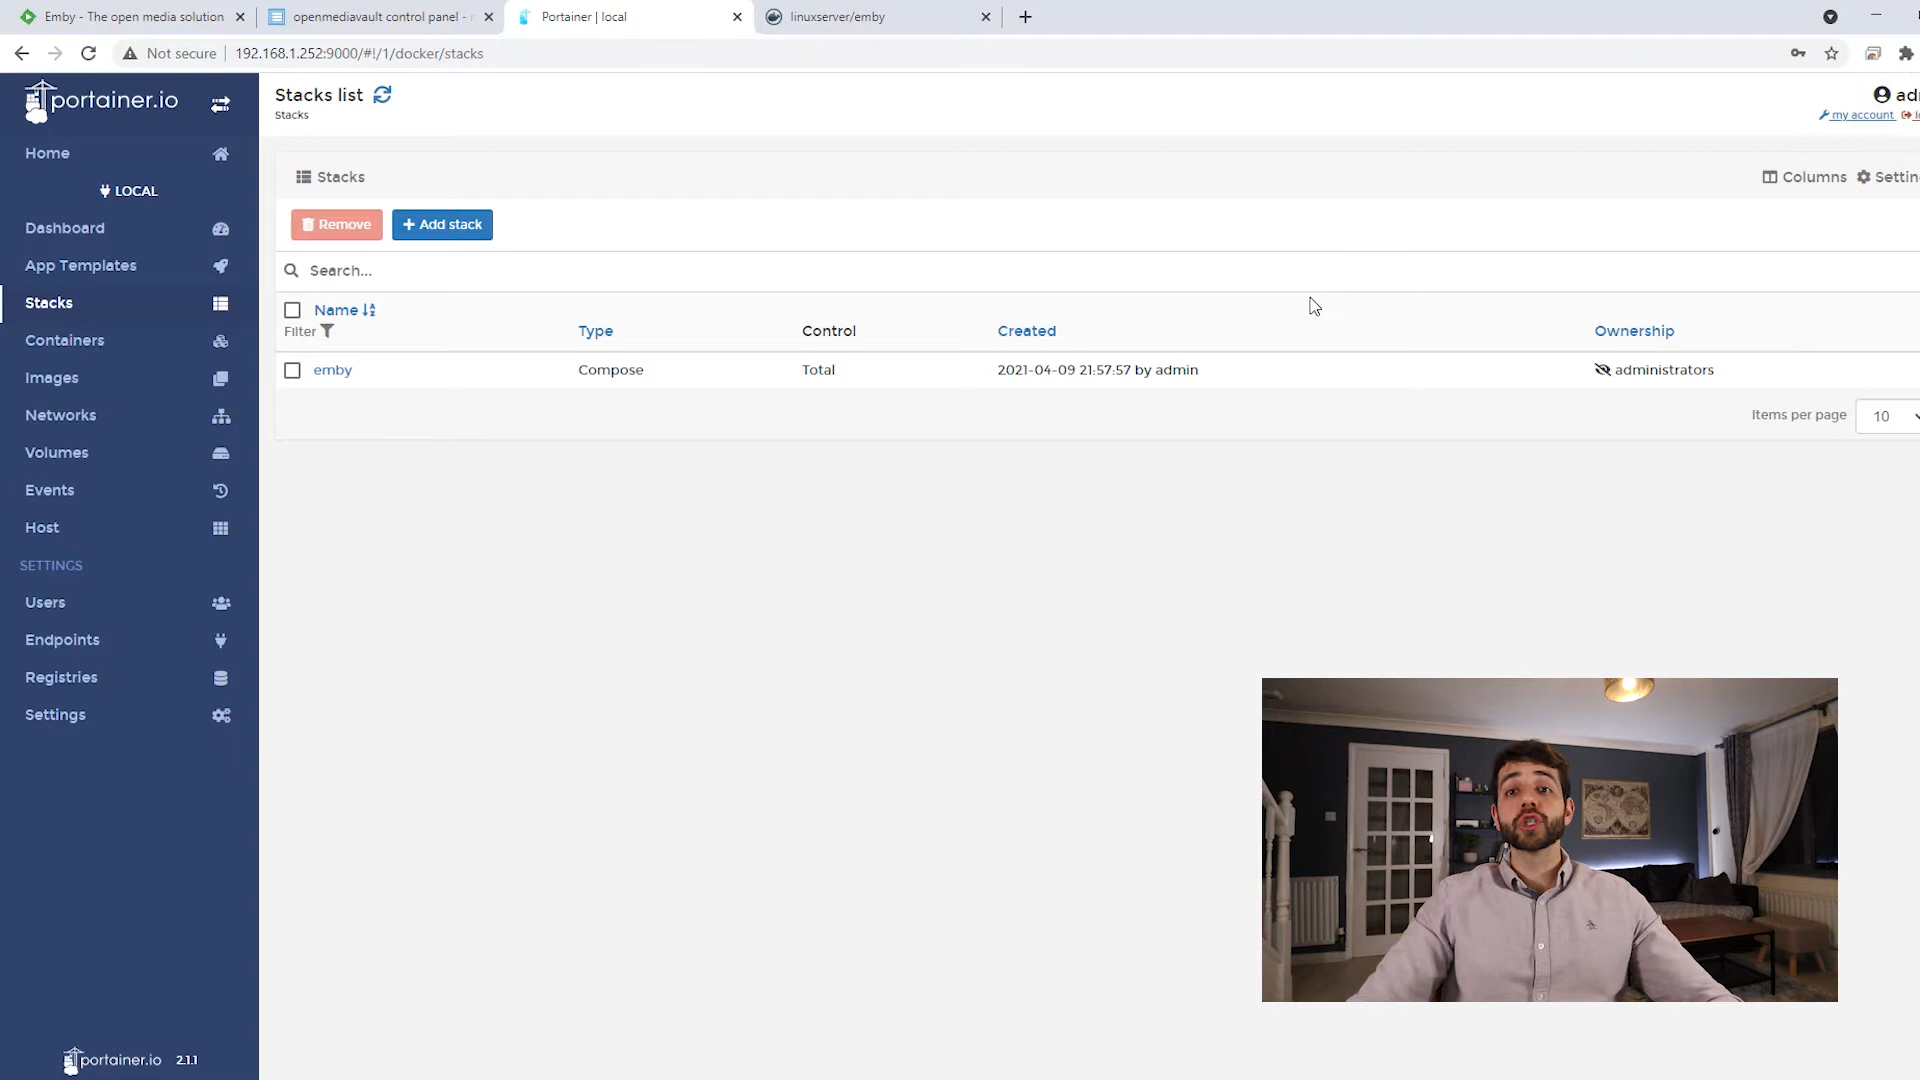 Emby - The open media solution
openmediavault control panel -
Portainer | local
linuxserver/emby
Not secure
192.168.1.252:9000/#!/1/docker/stacks
portainer.io
Home
LOCAL
Dashboard
App Templates
Stacks
Containers
Images
Networks
Volumes
Events
Host
SETTINGS
Users
Endpoints
Registries
Settings
portainer.io 2.1.1
Stacks list
Stacks
my account
Stacks
Columns
Remove
+ Add stack
Search...
Name
Filter
Type
Control
Created
Ownership
emby
Compose
Total
2021-04-09 21:57:57 by admin
administrators
Items per page
10